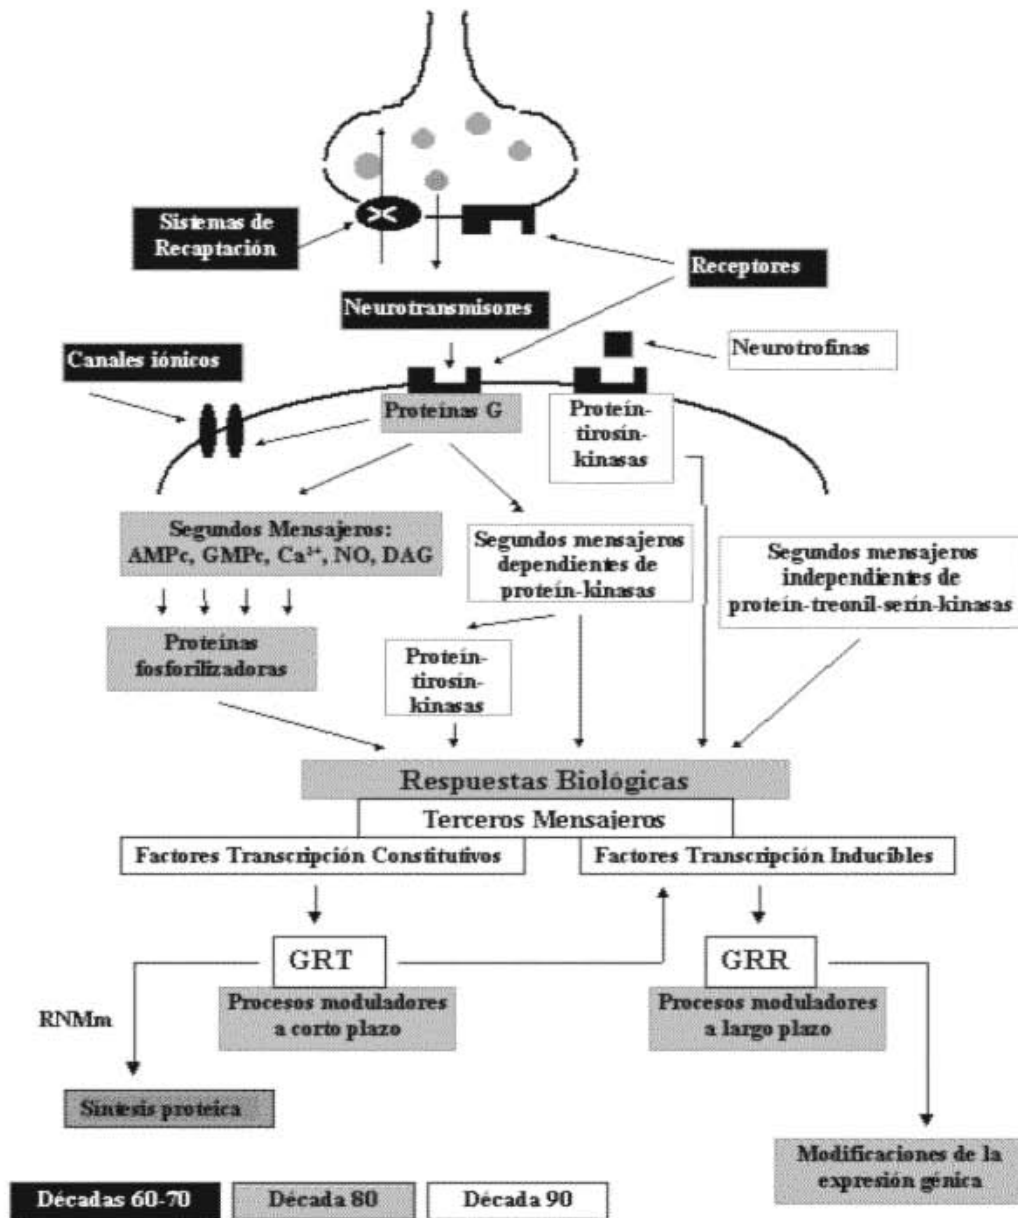 Sistemas de
Recaptación
Receptores
Neurotransmisores
Neurotrofinas
Canales iónicos
Proteínas G
Proteín-
tirosín-
kinasas
Segundos Mensajeros:
AMPc, GMPc, Ca²⁺, NO, DAG
Segundos mensajeros
dependientes de
proteín-kinasas
Segundos mensajeros
independientes de
proteín-treonil-serín-kinasas
Proteínas
fosforilizadoras
Proteín-
tirosín-
kinasas
Respuestas Biológicas
Terceros Mensajeros
Factores Transcripción Constitutivos
Factores Transcripción Inducibles
GRT
GRR
Procesos moduladores
a corto plazo
Procesos moduladores
a largo plazo
RNMm
Síntesis proteica
Modificaciones de la
expresión génica
Décadas 60-70
Década 80
Década 90